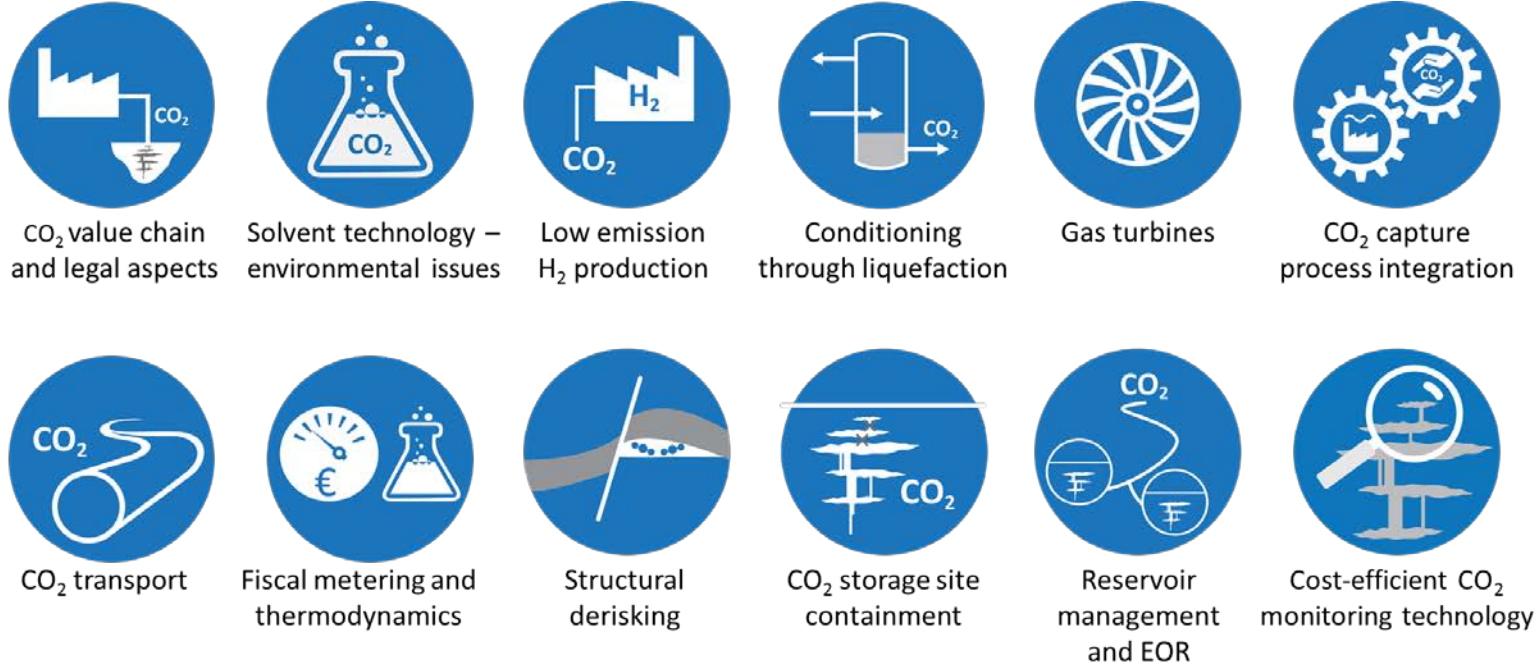 CO₂
CO₂
H₂
CO₂
CO₂
CO₂
CO₂ value chain
and legal aspects
Solvent technology –
environmental issues
Low emission
H₂ production
Conditioning
through liquefaction
Gas turbines
CO₂ capture
process integration
CO₂
€
CO₂
CO₂
CO₂ transport
Fiscal metering and
thermodynamics
Structural
derisking
CO₂ storage site
containment
Reservoir
management
and EOR
Cost-efficient CO₂
monitoring technology